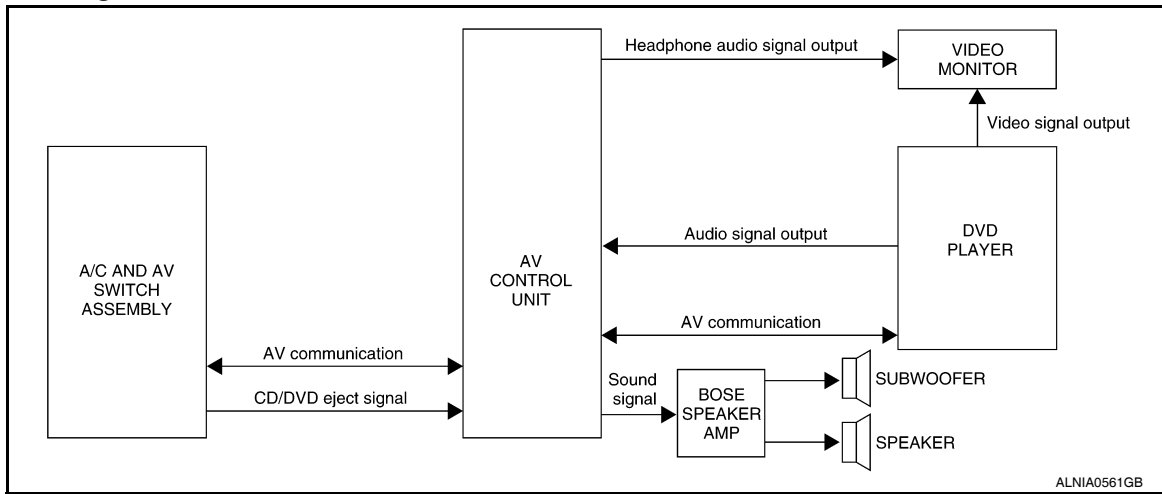 Headphone audio signal output
VIDEO
MONITOR
Video signal output
A/C AND AV
SWITCH
ASSEMBLY
AV
CONTROL
UNIT
Audio signal output
DVD
PLAYER
AV communication
AV communication
CD/DVD eject signal
Sound
signal
BOSE
SPEAKER
AMP
SUBWOOFER
SPEAKER
ALNIA0561GB